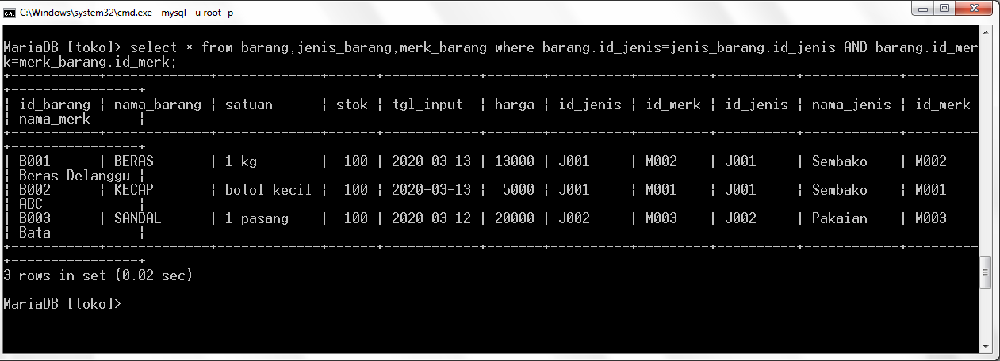 C:\Windows\system32\cmd.exe - mysql -u root -p
MariaDB [toko]> select * from barang,jenis_barang,merk_barang where barang.id_jenis=jenis_barang.id_jenis AND barang.id_mer
k=merk_barang.id_merk;
+-----------+-------------+-------------+------+------------+-------+----------+---------+----------+------------+---------
+----------------+
| id_barang | nama_barang | satuan      | stok | tgl_input  | harga | id_jenis | id_merk | id_jenis | nama_jenis | id_merk
| nama_merk      |
+-----------+-------------+-------------+------+------------+-------+----------+---------+----------+------------+---------
+----------------+
| B001      | BERAS       | 1 kg        |  100 | 2020-03-13 | 13000 | J001     | M002    | J001     | Sembako    | M002
| Beras Delanggu |
| B002      | KECAP       | botol kecil |  100 | 2020-03-13 |  5000 | J001     | M001    | J001     | Sembako    | M001
| ABC            |
| B003      | SANDAL      | 1 pasang    |  100 | 2020-03-12 | 20000 | J002     | M003    | J002     | Pakaian    | M003
| Bata           |
+-----------+-------------+-------------+------+------------+-------+----------+---------+----------+------------+---------
+----------------+
3 rows in set (0.02 sec)
MariaDB [toko]>